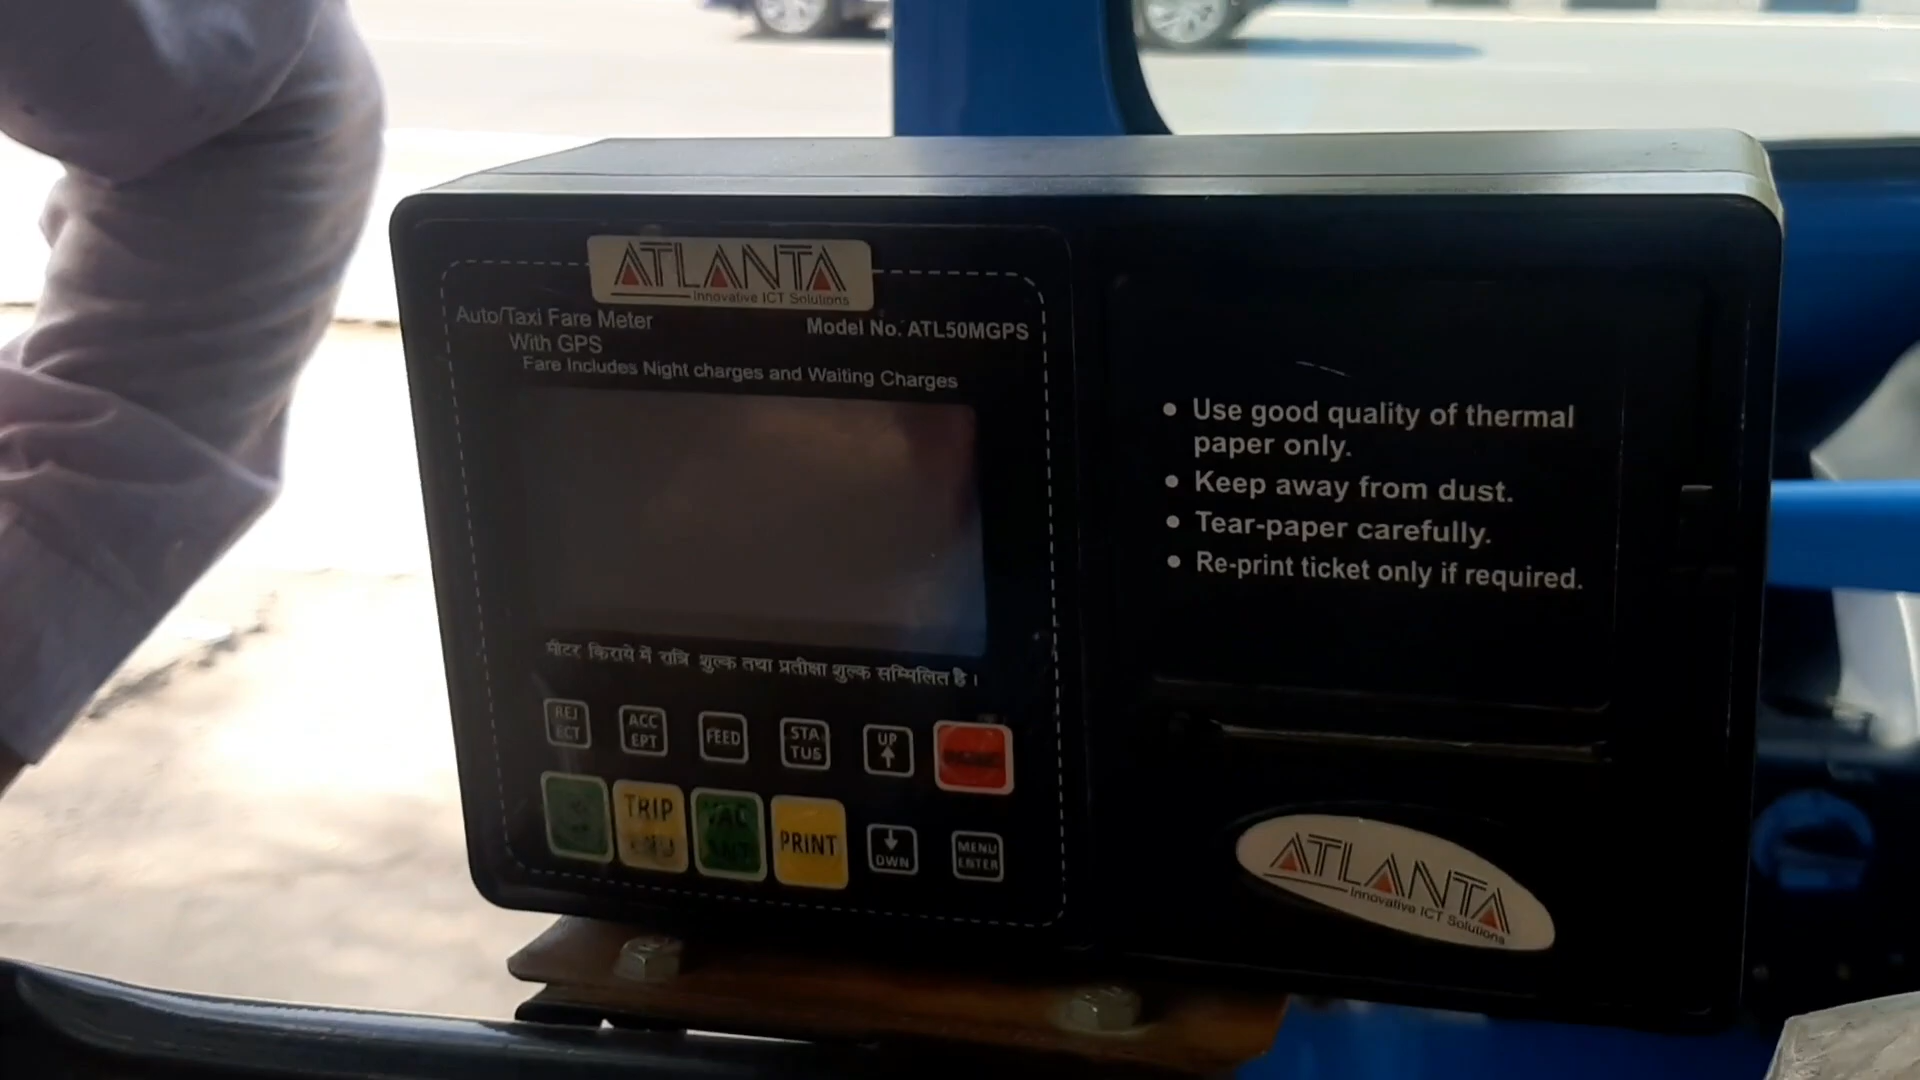 ATLANTA
Innovative ICT Solutions
Auto/Taxi Fare Meter
With GPS
Model No. ATL50MGPS
Fare Includes Night charges and Waiting Charges
मीटर किराये में रात्रि शुल्क तथा प्रतीक्षा शुल्क सम्मिलित है।
REJ
ECT
ACC
EPT
FEED
STA
TUS
UP
TRIP
PRINT
DWN
MENU
ENTER
• Use good quality of thermal
paper only.
• Keep away from dust.
• Tear-paper carefully.
• Re-print ticket only if required.
ATLANTA
Innovative ICT Solutions